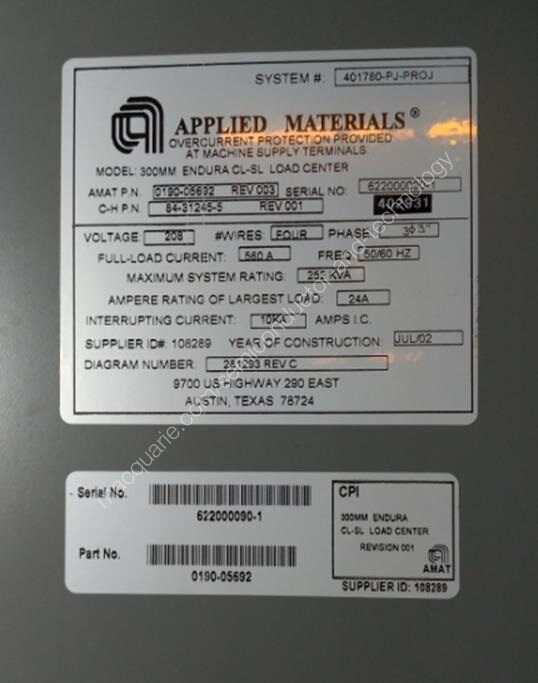 SYSTEM #: 401780-PJ-PROJ
APPLIED MATERIALS®
OVERCURRENT PROTECTION PROVIDED
AT MACHINE SUPPLY TERMINALS.
MODEL: 300MM ENDURA CL-SL LOAD CENTER
AMAT P.N. 0190-05692 REV 003 SERIAL NO:
C-H P.N. 84-31245-5 REV 001
VOLTAGE: 208 #WIRES: FOUR PHASE:
FULL-LOAD CURRENT: 560 A FREQ 50/60 HZ
MAXIMUM SYSTEM RATING: KVA
AMPERE RATING OF LARGEST LOAD: 24A
INTERRUPTING CURRENT: AMPS I.C.
SUPPLIER ID#: 108289 YEAR OF CONSTRUCTION: JUL/02
DIAGRAM NUMBER: REV C
9700 US HIGHWAY 290 EAST
AUSTIN, TEXAS 78724
macquarie.com/semiconductorandtechnology
Serial No.
622000090-1
Part No.
0190-05692
CPI
300MM ENDURA
CL-SL LOAD CENTER
REVISION 001
AMAT
SUPPLIER ID: 108289